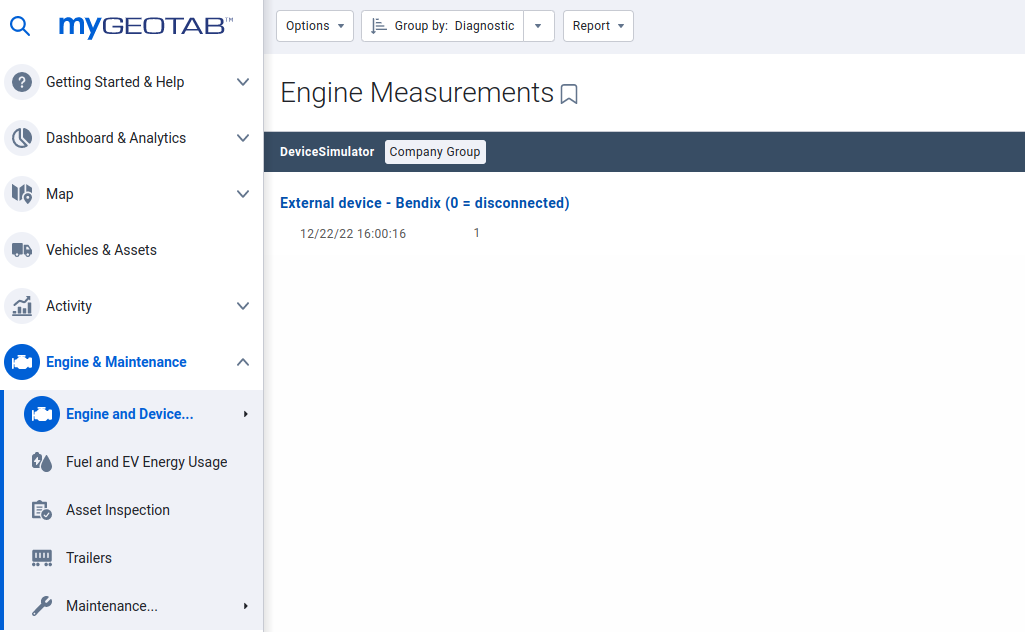 myGEOTAB™
Getting Started & Help
Dashboard & Analytics
Map
Vehicles & Assets
Activity
Engine & Maintenance
Engine and Device...
Fuel and EV Energy Usage
Asset Inspection
Trailers
Maintenance...
Options
Group by: Diagnostic
Report
Engine Measurements
DeviceSimulator Company Group
External device - Bendix (0 = disconnected)
12/22/22 16:00:16 1